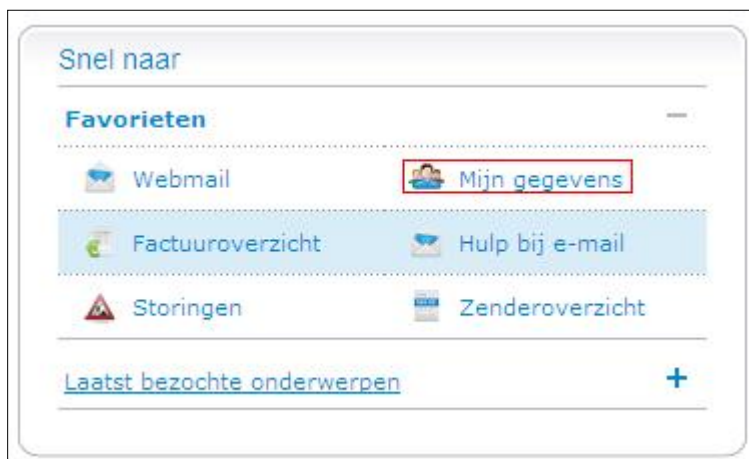 Snel naar
Favorieten
Webmail Mijn gegevens
Factuuroverzicht Hulp bij e-mail
Storingen Zenderoverzicht
Laatst bezochte onderwerpen